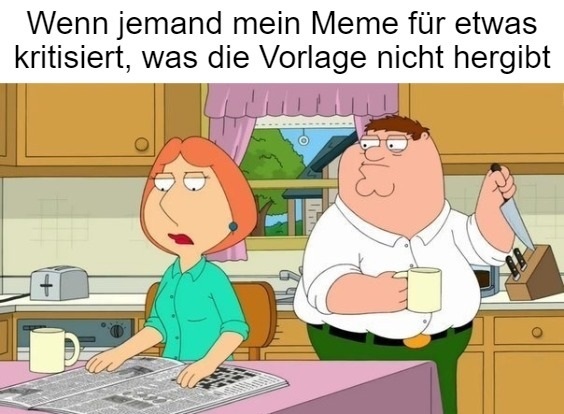 Wenn jemand mein Meme für etwas
kritisiert, was die Vorlage nicht hergibt